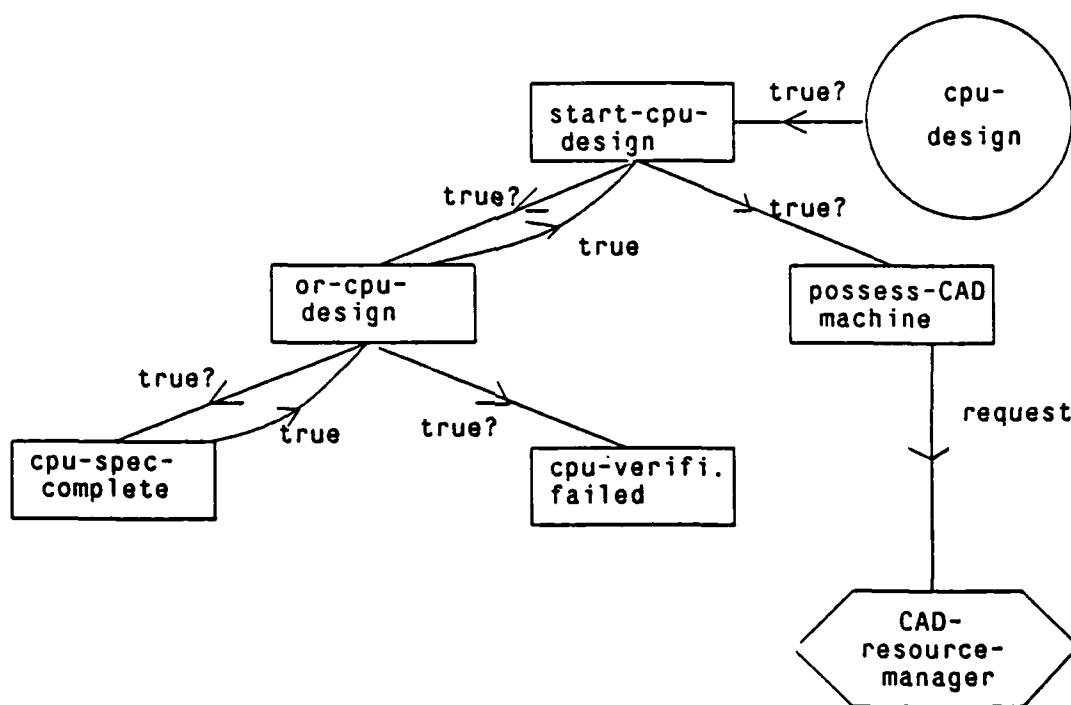 cpu-
design
true?
start-cpu-
design
true?
true?
true
or-cpu-
design
possess-CAD
machine
true?
true
true?
request
cpu-spec-
complete
cpu-verifi.
failed
CAD-
resource-
manager